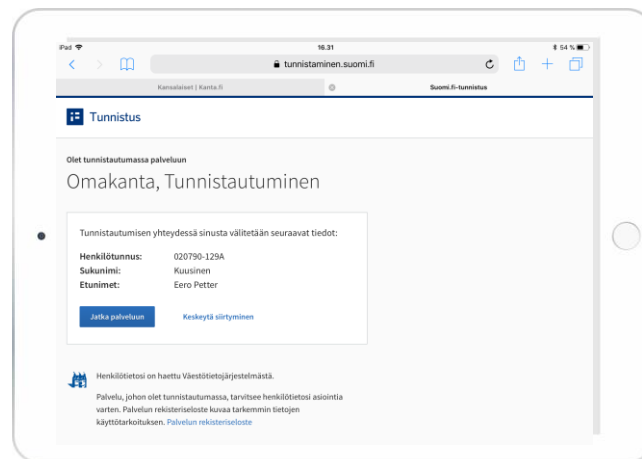 iPad 16.31 54 %
tunnistaminen.suomi.fi
Kansalaiset | Kanta.fi Suomi.fi-tunnistus
Tunnistus
Olet tunnistautumassa palveluun
Omakanta, Tunnistautuminen
Tunnistautumisen yhteydessä sinusta välitetään seuraavat tiedot:
Henkilötunnus: 020790-129A
Sukunimi: Kuusinen
Etunimet: Eero Petter
Jatka palveluun Keskeytä siirtyminen
Henkilötietosi on haettu Väestötietojärjestelmästä.
Palvelu, johon olet tunnistautumassa, tarvitsee henkilötietosi asiointia
varten. Palvelun rekisteriseloste kuvaa tarkemmin tietojen
käyttötarkoituksen. Palvelun rekisteriseloste